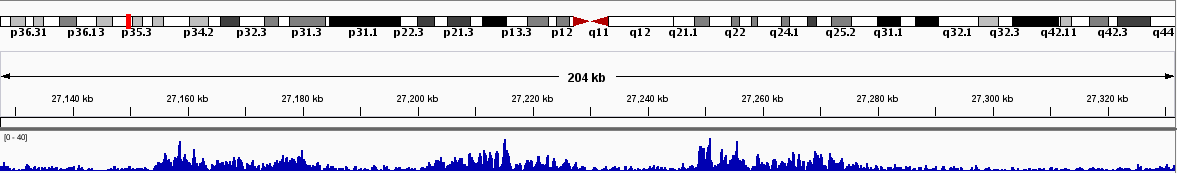 p36.31 p36.13 p35.3 p34.2 p32.3 p31.3 p31.1 p22.3 p21.3 p13.3 p12 q11 q12 q21.1 q22 q24.1 q25.2 q31.1 q32.1 q32.3 q42.11 q42.3 q44
204 kb
27,140 kb 27,160 kb 27,180 kb 27,200 kb 27,220 kb 27,240 kb 27,260 kb 27,280 kb 27,300 kb 27,320 kb
[0 - 40]